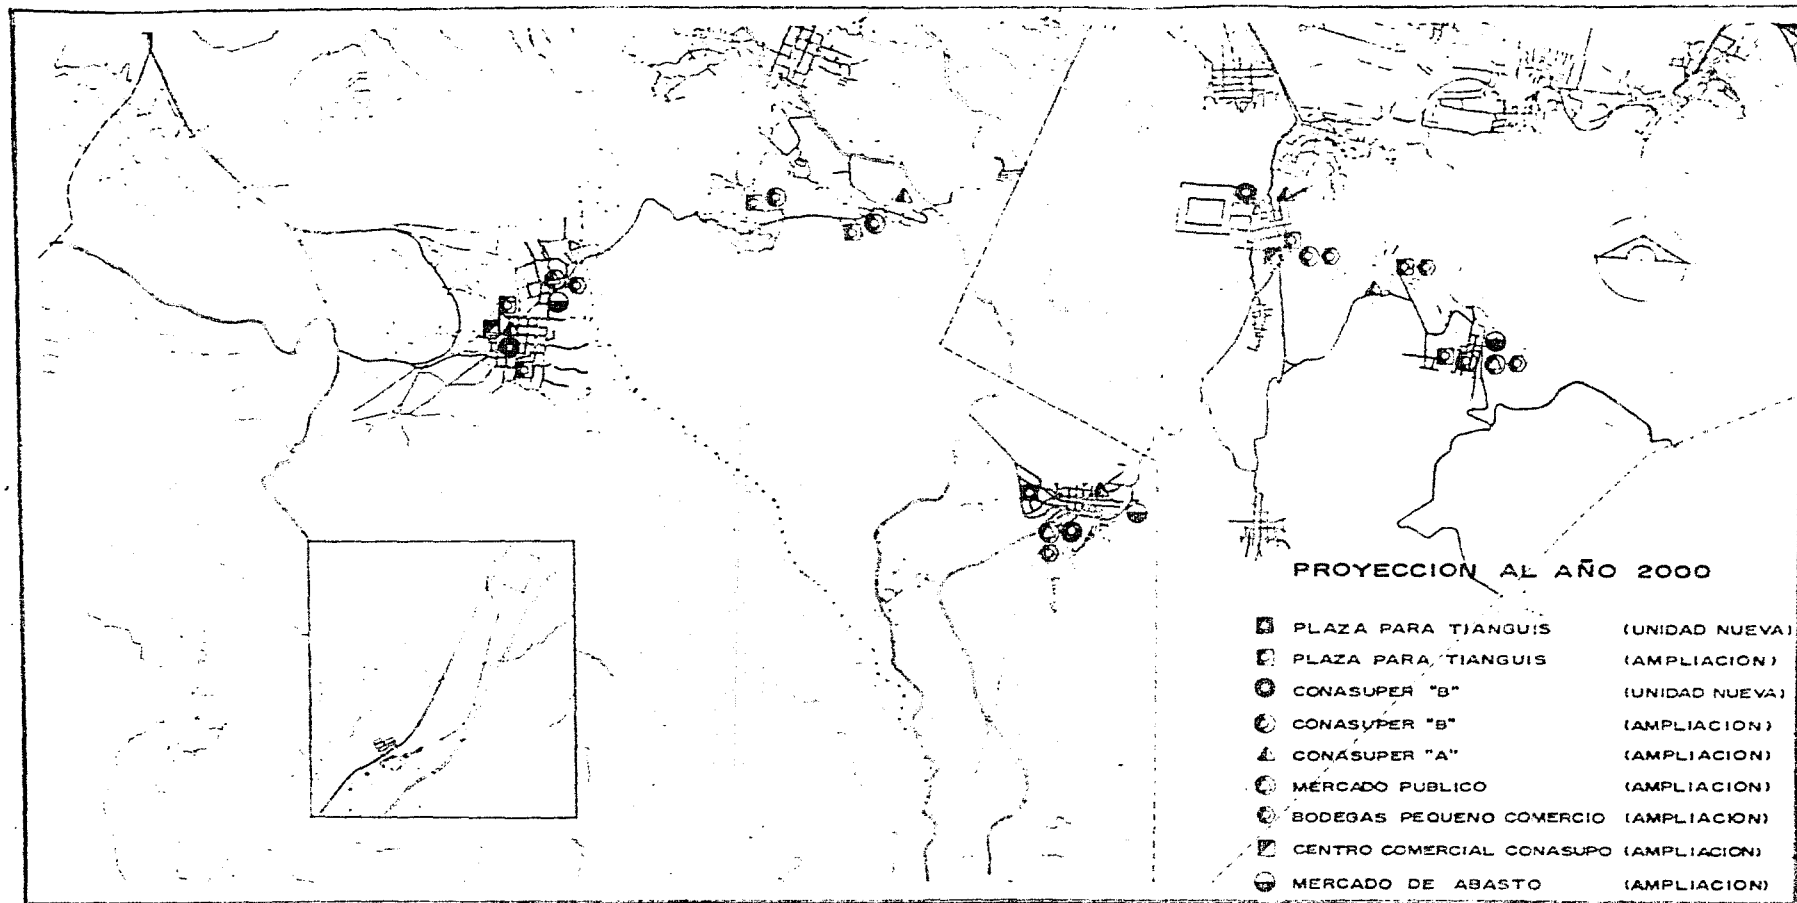 PROYECCION AL AÑO 2000
PLAZA PARA TIANGUIS (UNIDAD NUEVA)
PLAZA PARA TIANGUIS (AMPLIACION)
CONASUPER "B" (UNIDAD NUEVA)
CONASUPER "B" (AMPLIACION)
CONASUPER "A" (AMPLIACION)
MERCADO PUBLICO (AMPLIACION)
BODEGAS PEQUENO COMERCIO (AMPLIACION)
CENTRO COMERCIAL CONASUPO (AMPLIACION)
MERCADO DE ABASTO (AMPLIACION)